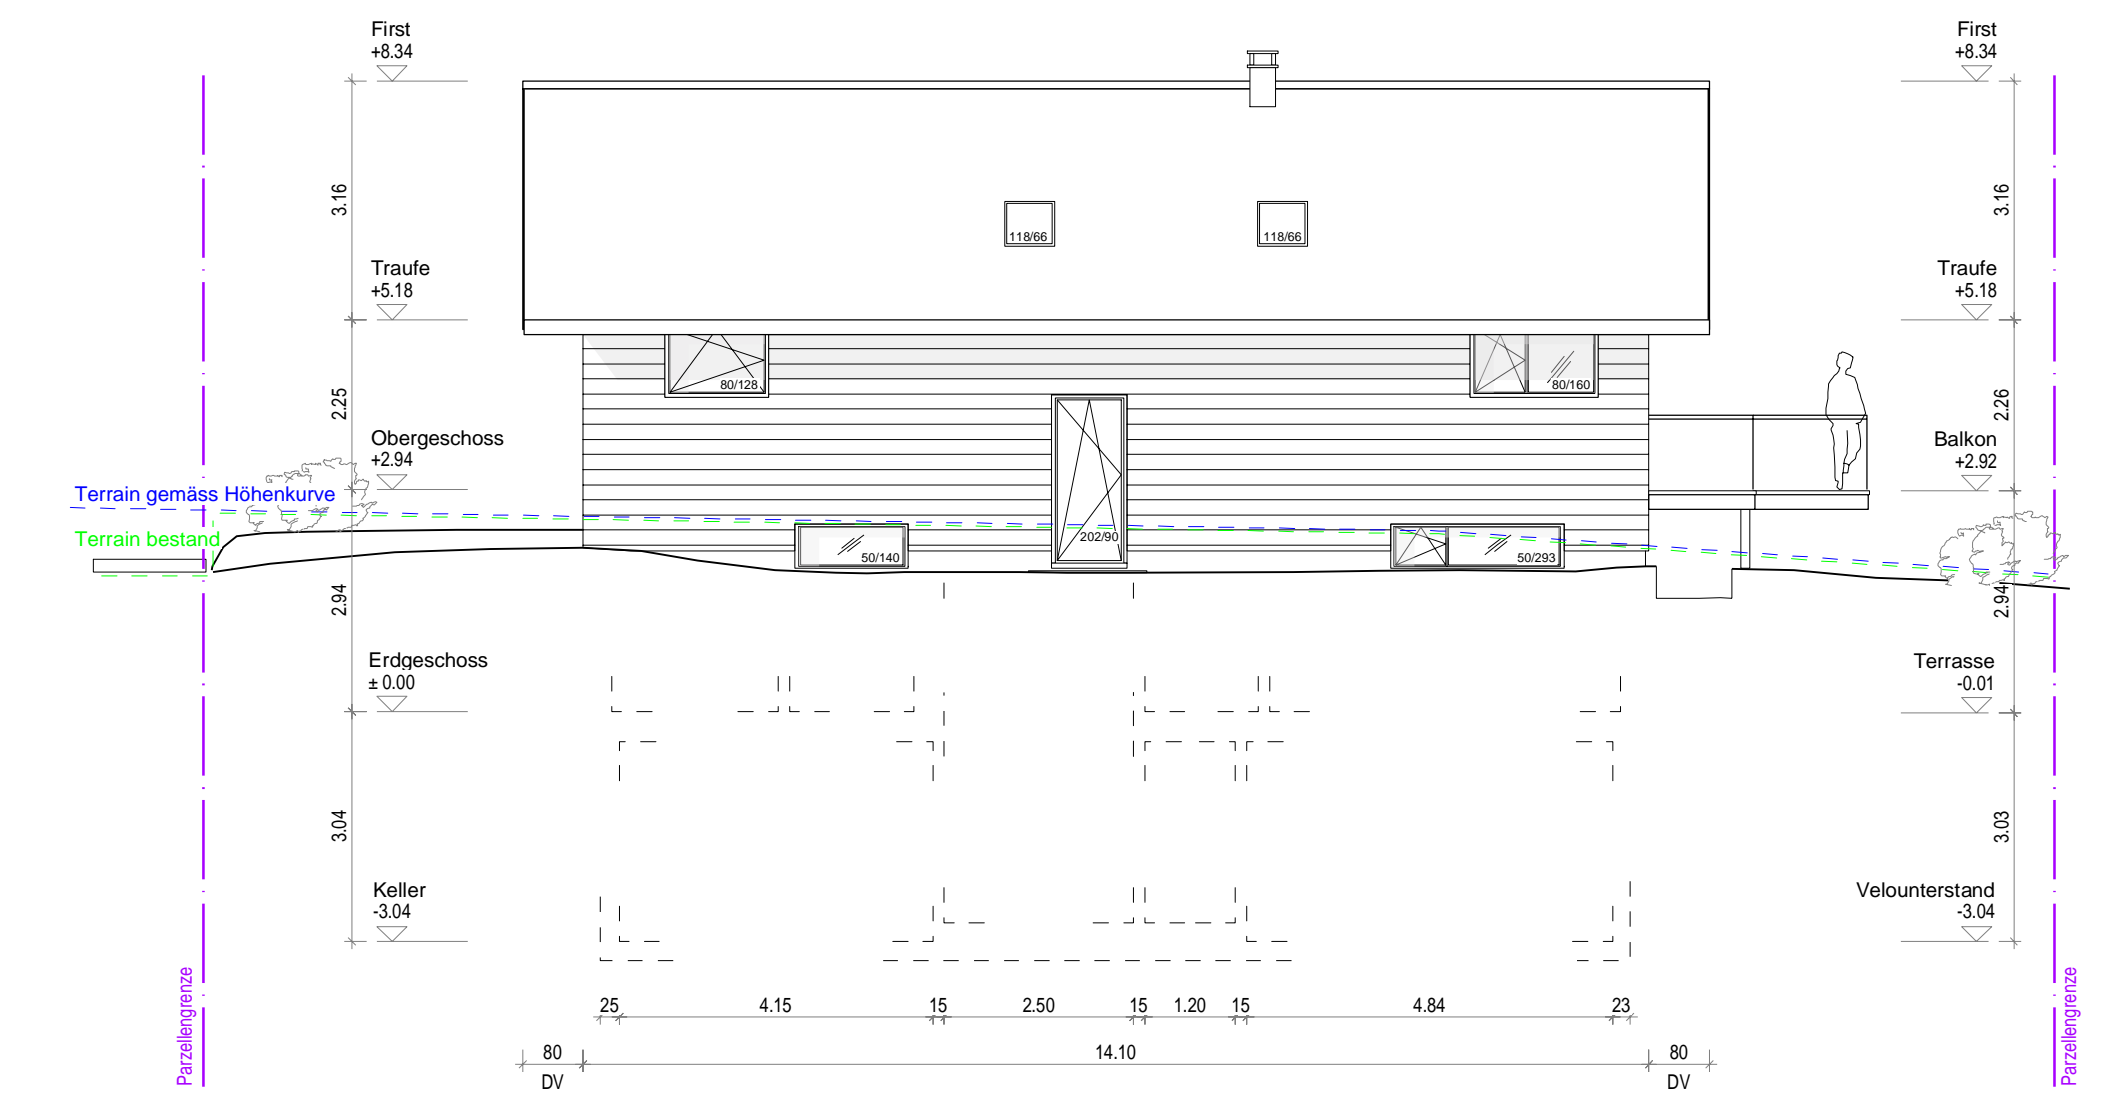 First
+8.34
First
+8.34
3.16
3.16
118/66
118/66
Traufe
+5.18
Traufe
+5.18
80/128
80/160
2.25
2.26
Obergeschoss
+2.94
Balkon
+2.92
Terrain gemäss Höhenkurve
Terrain bestand
202/90
50/140
50/293
2.94
2.94
Erdgeschoss
± 0.00
Terrasse
-0.01
3.04
3.03
Keller
-3.04
Velounterstand
-3.04
Parzellengrenze
Parzellengrenze
25 4.15 15 2.50 15 1.20 15 4.84 23
80 14.10 80
DV DV